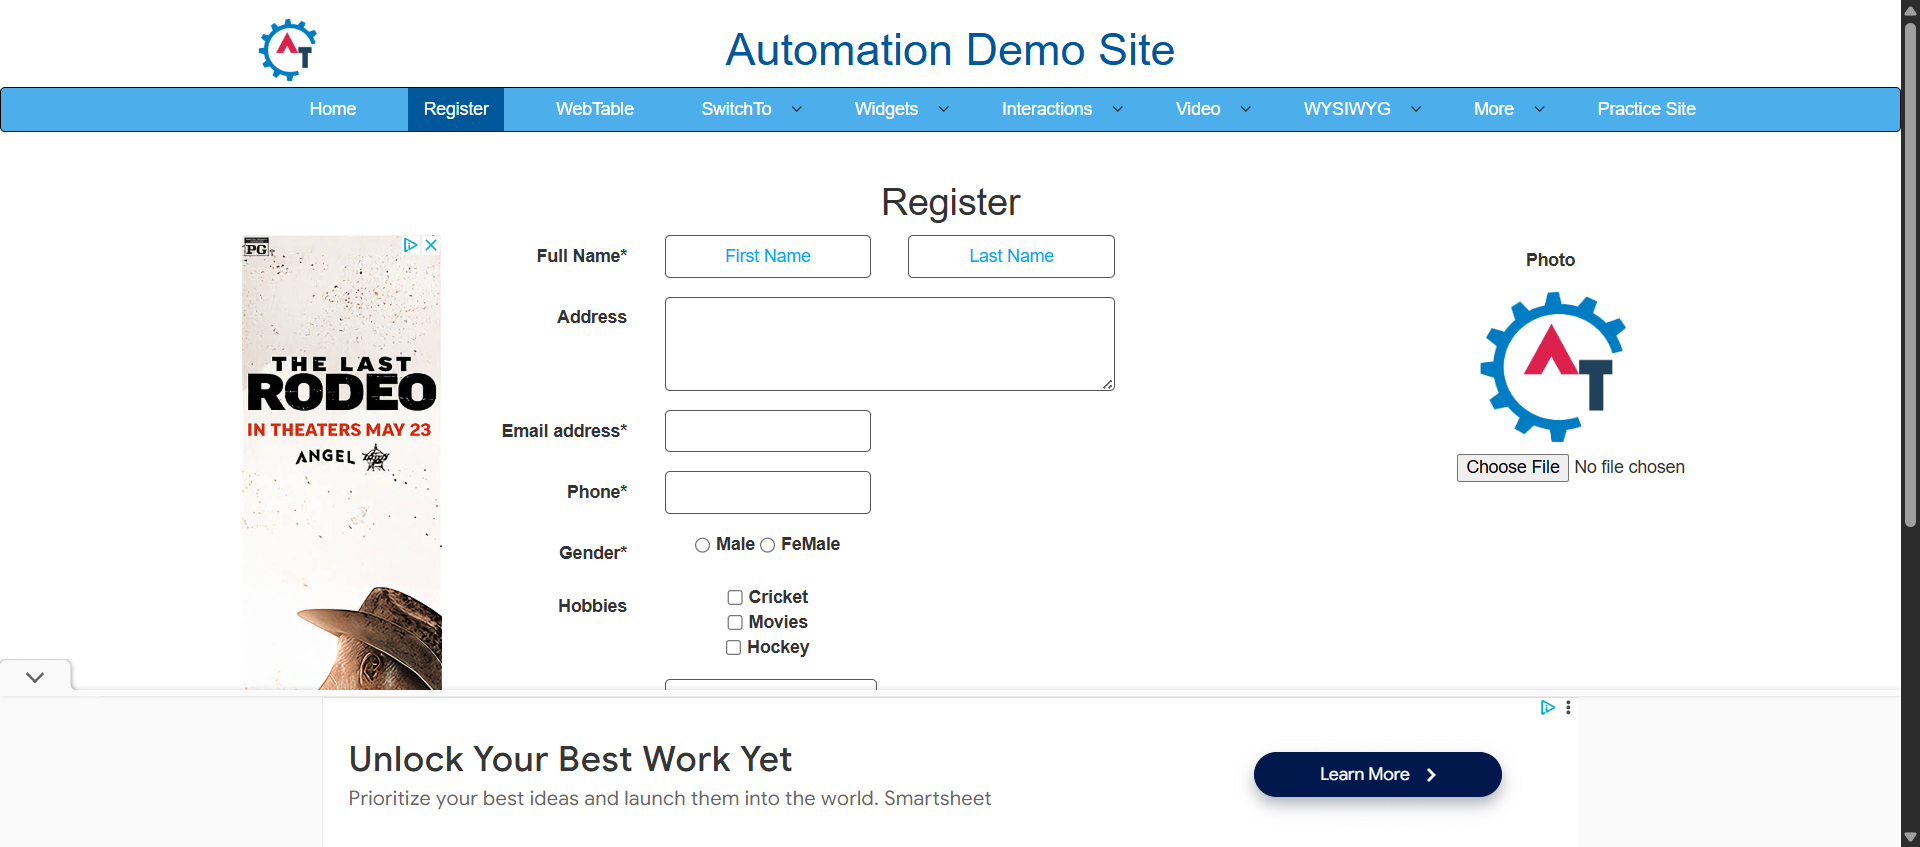 Automation Demo Site
Home Register WebTable SwitchTo Widgets Interactions Video WYSIWYG More Practice Site
Register
PG
THE LAST
RODEO
IN THEATERS MAY 23
ANGEL
Full Name* First Name Last Name
Address
Email address*
Phone*
Gender* Male FeMale
Hobbies Cricket
Movies
Hockey
Photo
AT
Choose File No file chosen
Unlock Your Best Work Yet
Prioritize your best ideas and launch them into the world. Smartsheet
Learn More